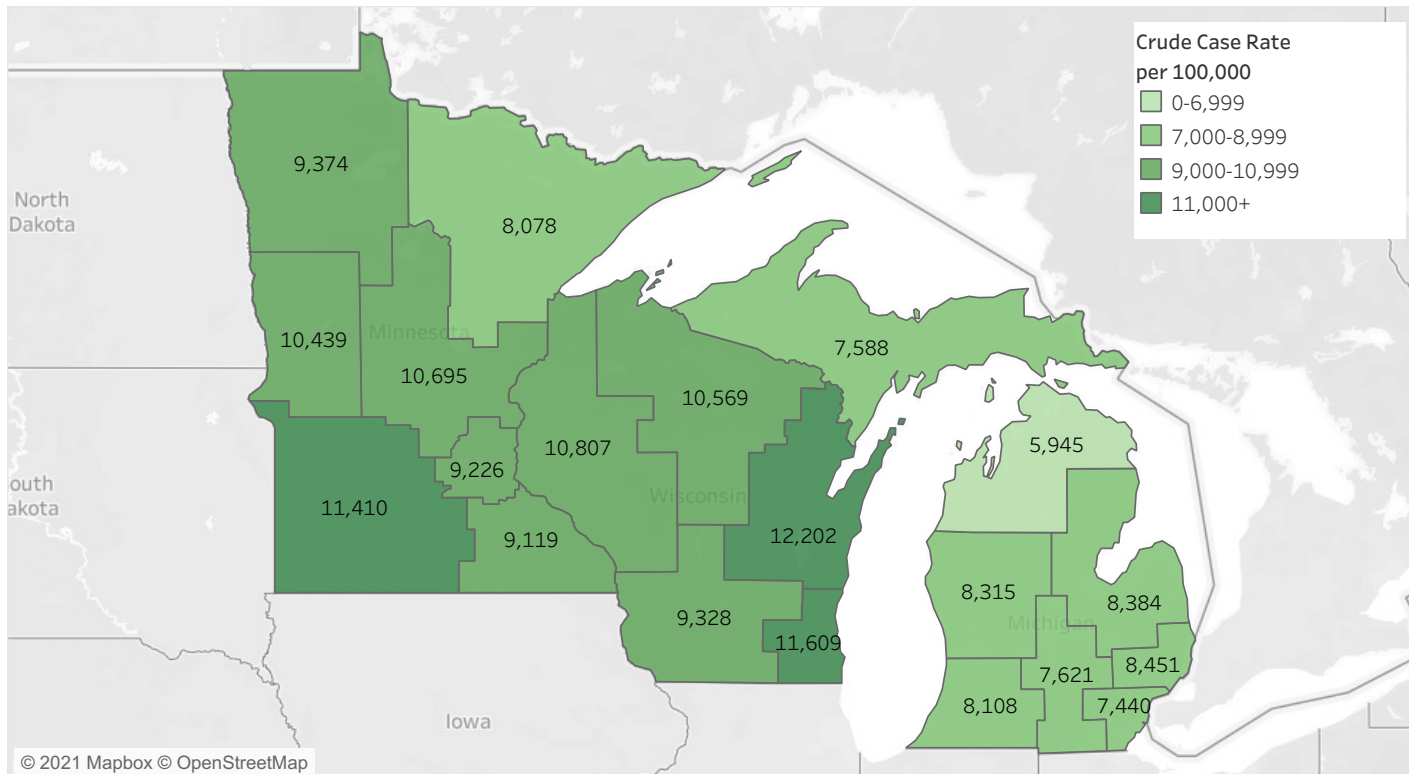 Crude Case Rate
per 100,000
0-6,999
7,000-8,999
9,000-10,999
11,000+
9,374
North
Dakota
8,078
10,439
Minnesota
7,588
10,695
10,569
5,945
10,807
9,226
outh
akota
Wisconsin
11,410
12,202
9,119
8,315
8,384
9,328
Michigan
11,609
8,451
7,621
8,108
7,440
Iowa
© 2021 Mapbox © OpenStreetMap